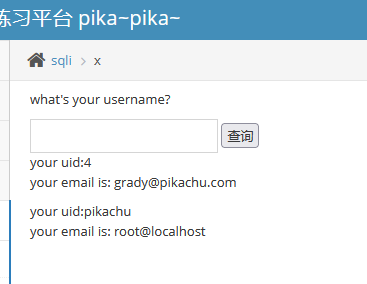 练习平台 pika~pika~
sqli > x
what's your username?
查询
your uid:4
your email is: grady@pikachu.com
your uid:pikachu
your email is: root@localhost